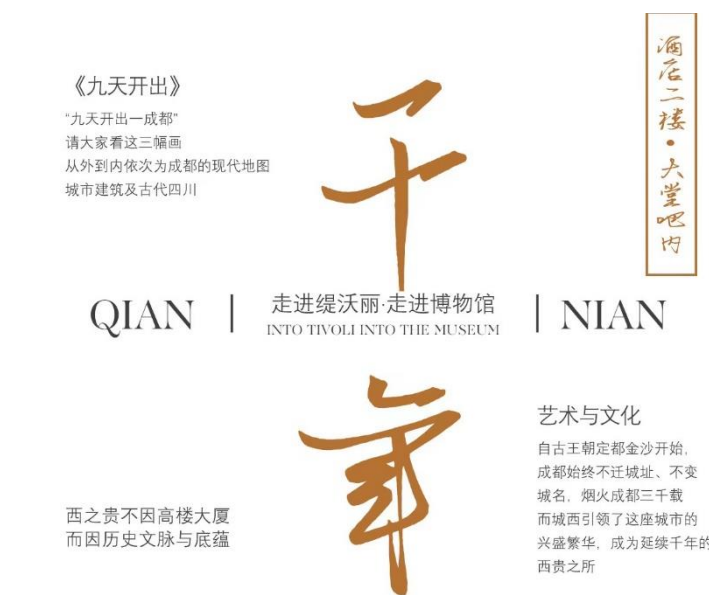 《九天开出》
“九天开出一成都”
请大家看这三幅画
从外到内依次为成都的现代地图
城市建筑及古代四川
酒店二楼•大堂吧内
千
QIAN | 走进缇沃丽·走进博物馆 | NIAN
INTO TIVOLI INTO THE MUSEUM
年
艺术与文化
自古王朝定都金沙开始,
成都始终不迁城址、不变
城名, 烟火成都三千载
而城西引领了这座城市的
兴盛繁华, 成为延续千年的
西贵之所
西之贵不因高楼大厦
而因历史文脉与底蕴